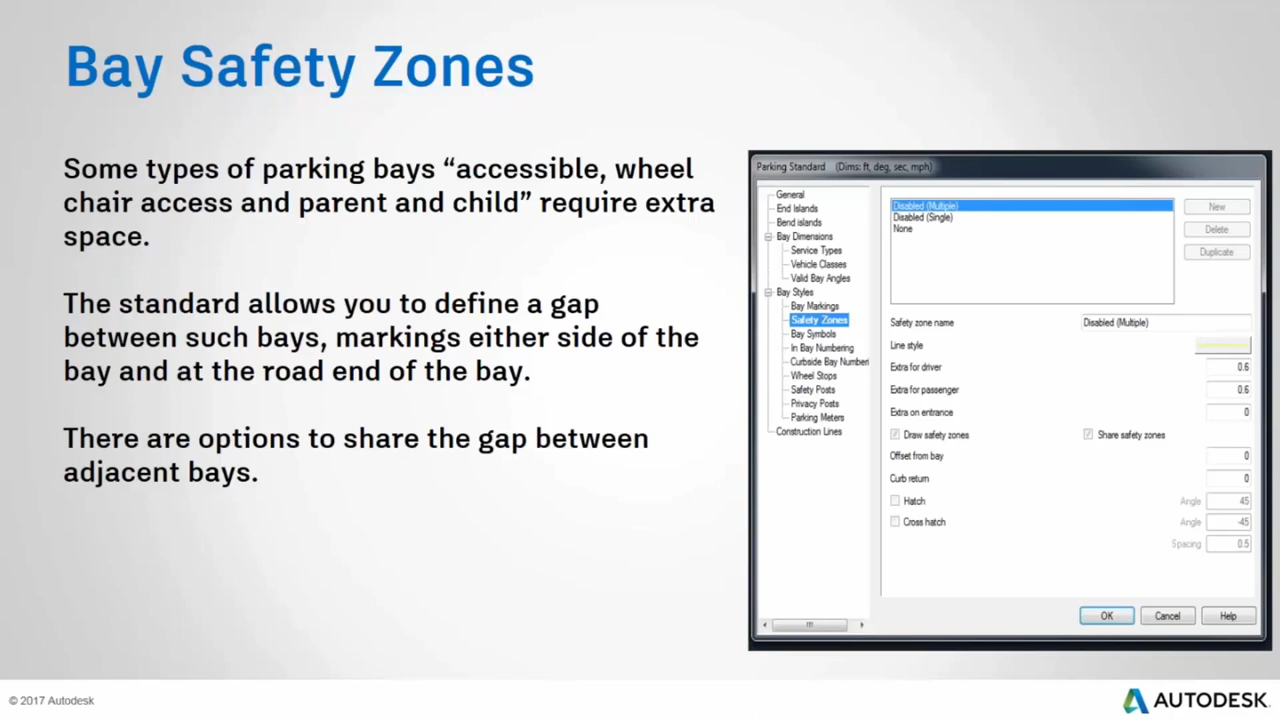 Bay Safety Zones
Some types of parking bays “accessible, wheel
chair access and parent and child” require extra
space.
The standard allows you to define a gap
between such bays, markings either side of the
bay and at the road end of the bay.
There are options to share the gap between
adjacent bays.
Parking Standard (Dims: ft, deg, sec, mph)
General
End Islands
Bend islands
Bay Dimensions
Service Types
Vehicle Classes
Valid Bay Angles
Bay Styles
Bay Markings
Safety Zones
Bay Symbols
In Bay Numbering
Curbside Bay Numberi
Wheel Stops
Safety Posts
Privacy Posts
Parking Meters
Construction Lines
Disabled (Multiple)
Disabled (Single)
None
New
Delete
Duplicate
Safety zone name Disabled (Multiple)
Line style
Extra for driver 0.6
Extra for passenger 0.6
Extra on entrance 0
Draw safety zones Share safety zones
Offset from bay 0
Curb return 0
Hatch Angle 45
Cross hatch Angle -45
Spacing 0.5
OK Cancel Help
© 2017 Autodesk
AUTODESK.